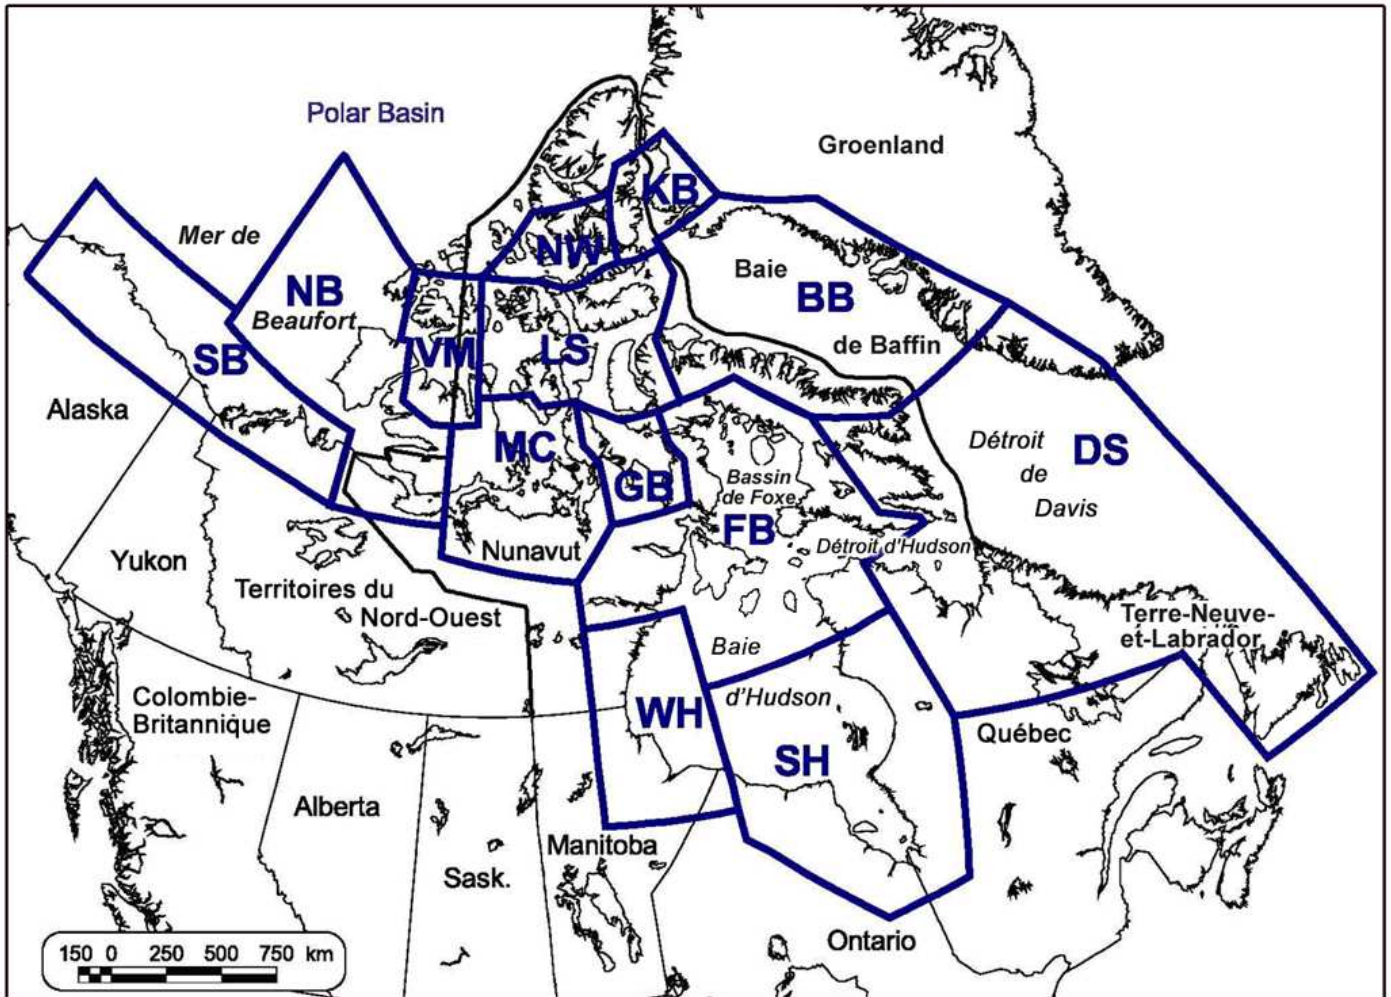 Polar Basin
Groenland
KB
Mer de
NW
Baie
NB
BB
Beaufort
de Baffin
VM
LS
SB
Alaska
Détroit
MC
DS
de
GB
Bassin
de Foxe
Davis
FB
Détroit d'Hudson
Nunavut
Yukon
Territoires du
Nord-Ouest
Terre-Neuve-
et-Labrador
Baie
Colombie-
Britannique
d'Hudson
WH
Québec
SH
Alberta
Manitoba
Sask.
Ontario
150 0 250 500 750 km